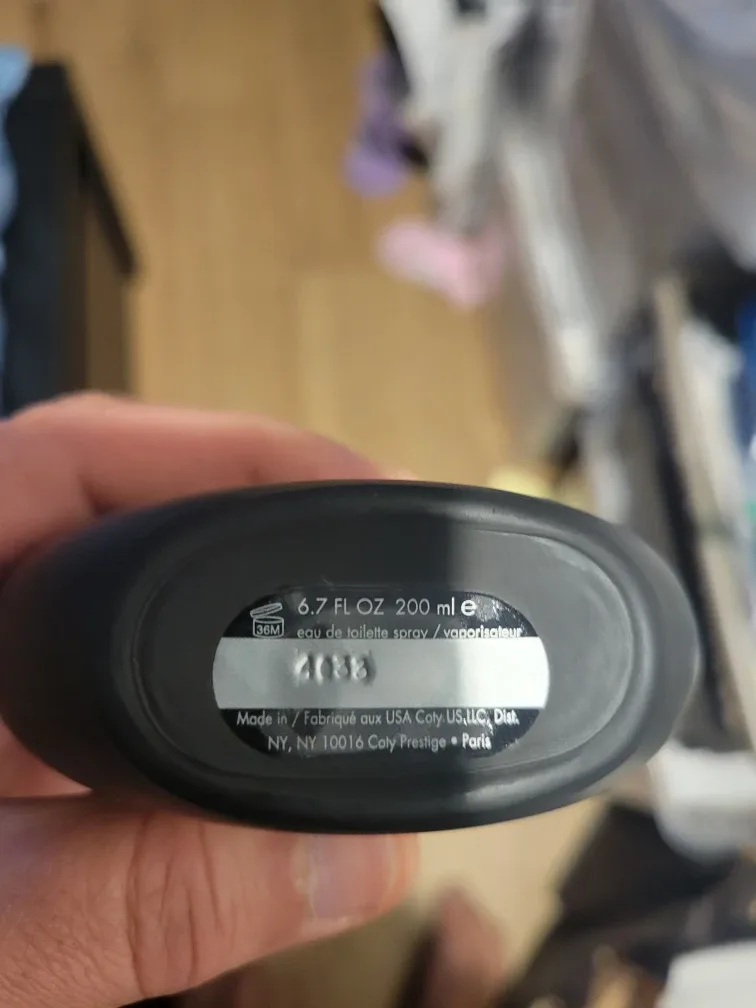 6.7 FL OZ 200 ml e
36M
eau de toilette spray / vaporisateur
4033
Made in / Fabriqué aux USA Coty US,LLC, Dist.
NY, NY 10016 Coty Prestige • Paris